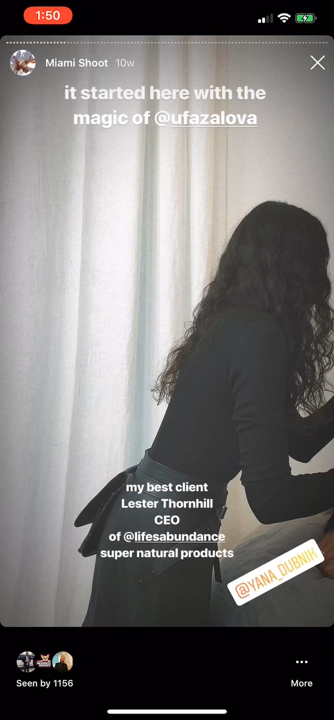 1:50
Miami Shoot 10w
it started here with the
magic of @ufazalova
my best client
Lester Thornhill
CEO
of @lifesabundance
super natural products
@YANA_DUBNIK
Seen by 1156
More